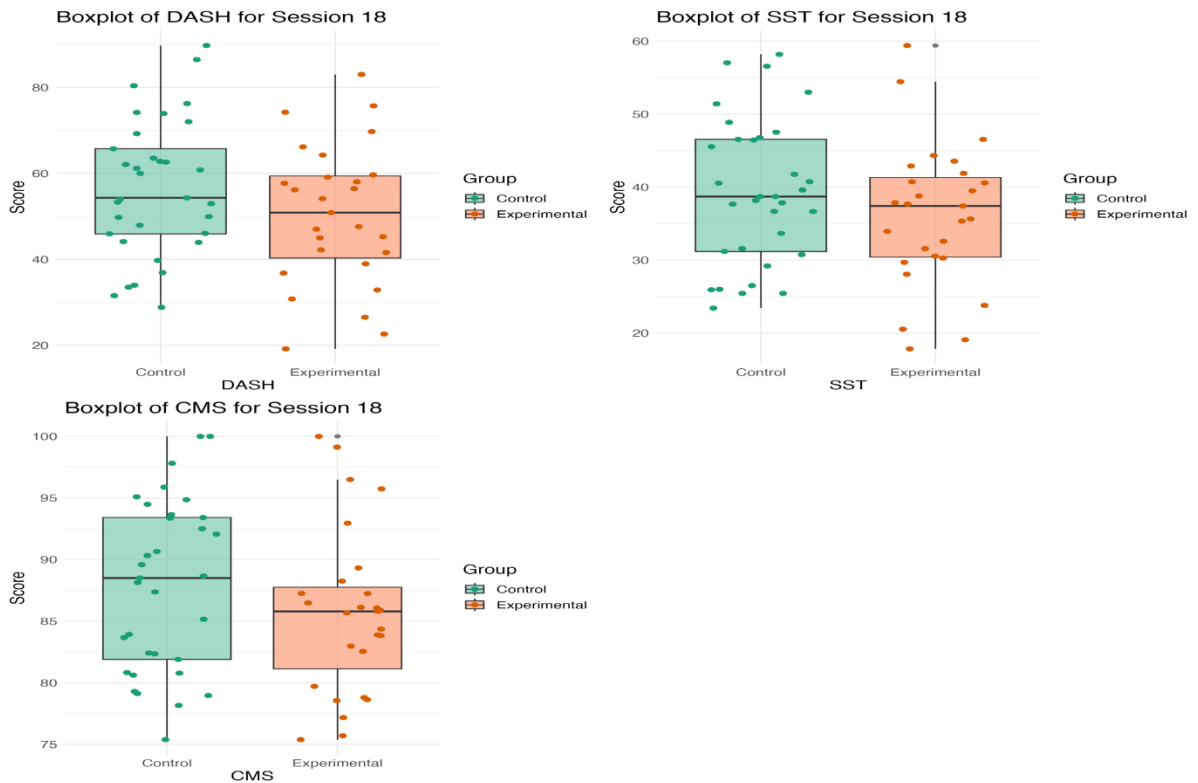 Boxplot of DASH for Session 18
Score
80
60
40
20
Control
Experimental
DASH
Group
Control
Experimental
Boxplot of SST for Session 18
Score
60
50
40
30
20
Control
Experimental
SST
Group
Control
Experimental
Boxplot of CMS for Session 18
Score
100
95
90
85
80
75
Control
Experimental
CMS
Group
Control
Experimental